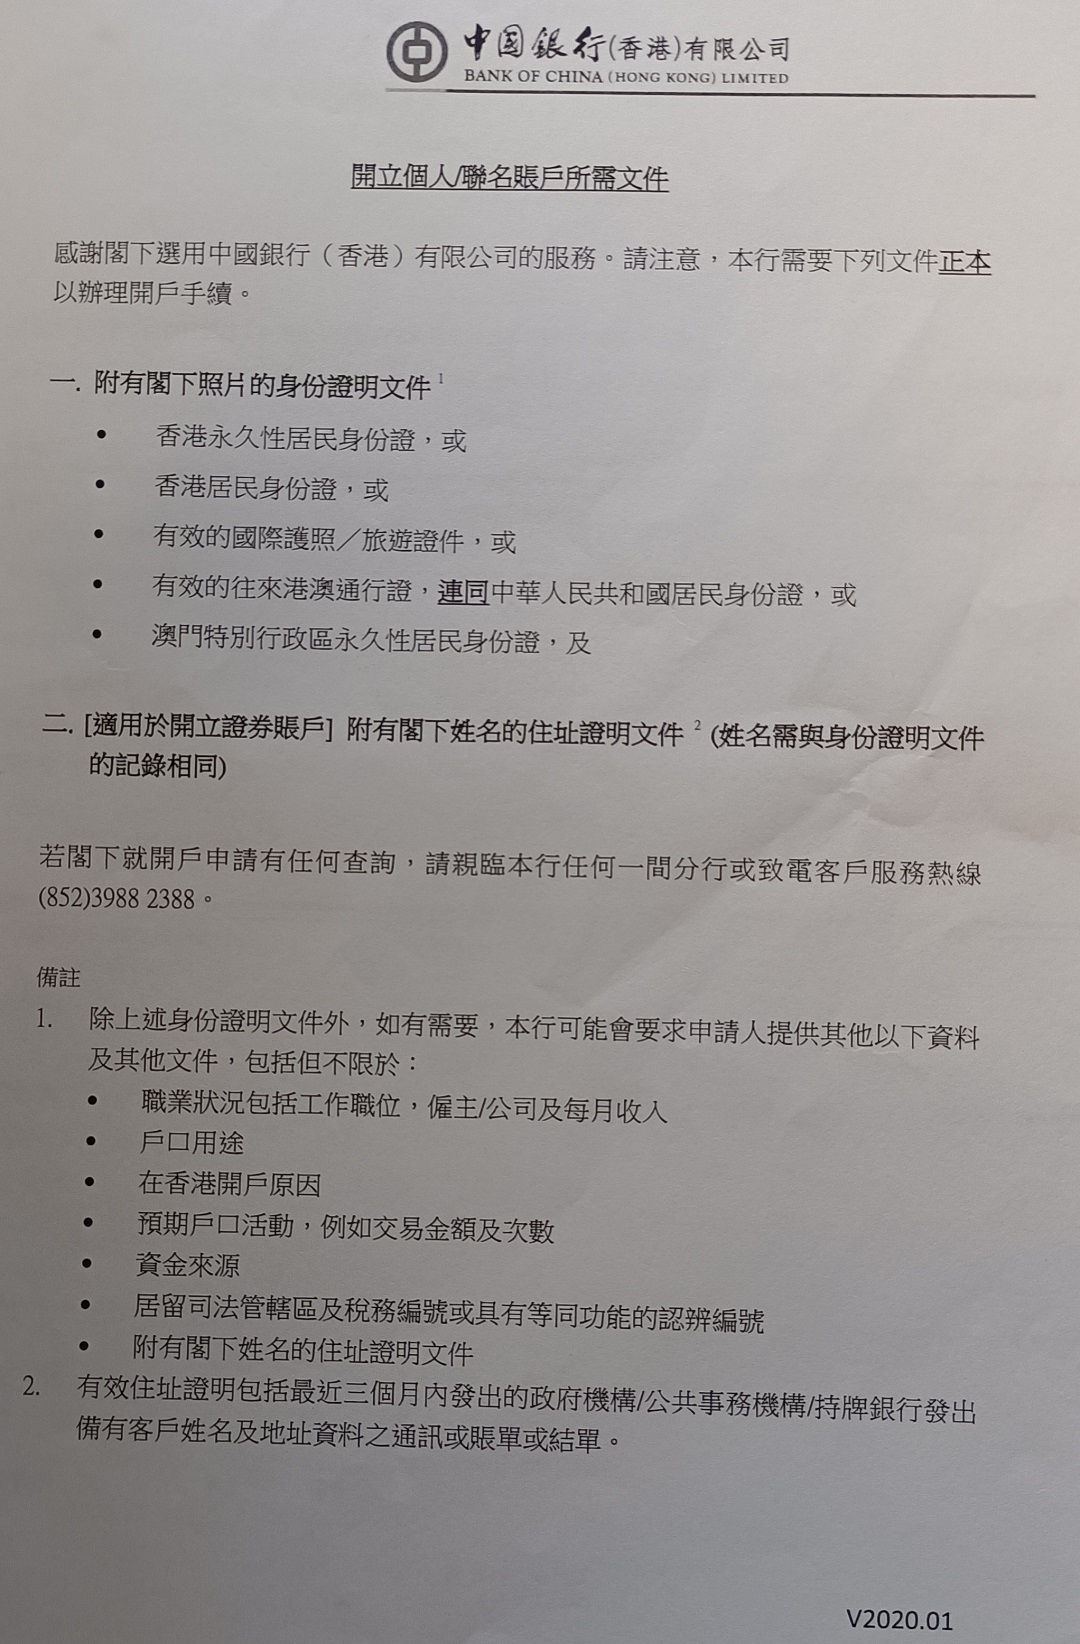 中國銀行(香港)有限公司
BANK OF CHINA (HONG KONG) LIMITED
開立個人/聯名賬戶所需文件
感謝閣下選用中國銀行（香港）有限公司的服務。請注意，本行需要下列文件正本
以辦理開戶手續。
一. 附有閣下照片的身份證明文件 1
• 香港永久性居民身份證，或
• 香港居民身份證，或
• 有效的國際護照／旅遊證件，或
• 有效的往來港澳通行證，連同中華人民共和國居民身份證，或
• 澳門特別行政區永久性居民身份證，及
二. [適用於開立證券賬戶] 附有閣下姓名的住址證明文件 2 (姓名需與身份證明文件
的記錄相同)
若閣下就開戶申請有任何查詢，請親臨本行任何一間分行或致電客戶服務熱線
(852)3988 2388。
備註
1. 除上述身份證明文件外，如有需要，本行可能會要求申請人提供其他以下資料
及其他文件，包括但不限於：
• 職業狀況包括工作職位，僱主/公司及每月收入
• 戶口用途
• 在香港開戶原因
• 預期戶口活動，例如交易金額及次數
• 資金來源
• 居留司法管轄區及稅務編號或具有等同功能的認辨編號
• 附有閣下姓名的住址證明文件
2. 有效住址證明包括最近三個月內發出的政府機構/公共事務機構/持牌銀行發出
備有客戶姓名及地址資料之通訊或賬單或結單。
V2020.01